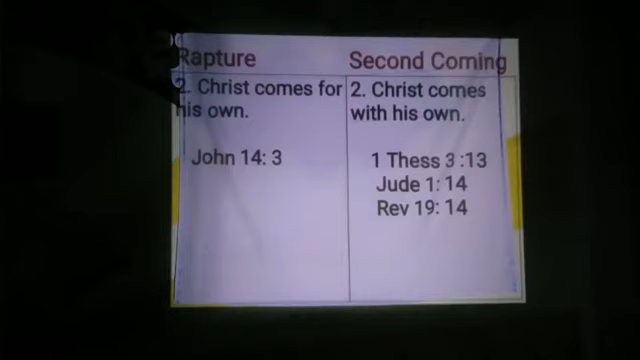 Rapture
Second Coming
2. Christ comes for
his own.
John 14: 3
2. Christ comes
with his own.
1 Thess 3 :13
Jude 1: 14
Rev 19: 14